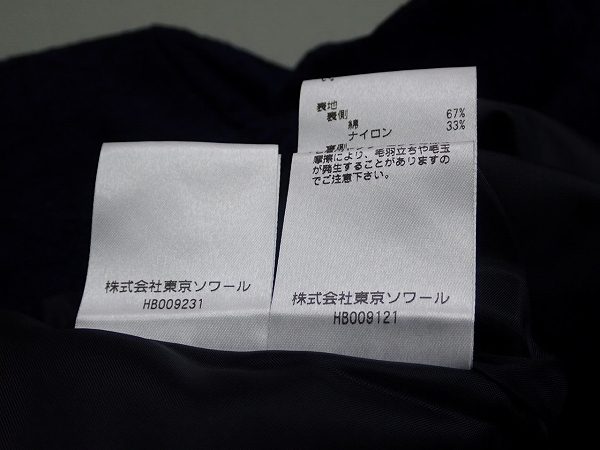 表地
表側
綿 67%
ナイロン 33%
摩擦により、毛羽立ちや毛玉
が発生することがありますの
でご注意下さい。
株式会社東京ソワール
HB009231
株式会社東京ソワール
HB009121